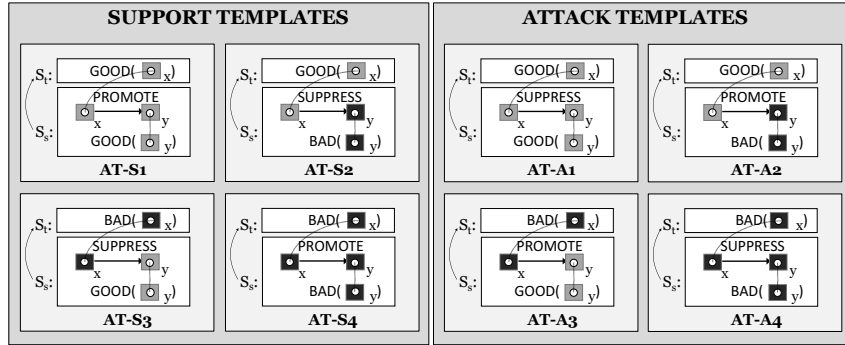 SUPPORT TEMPLATES
Sₜ: GOOD( x)
PROMOTE
x y
Sₛ:
GOOD( y)
AT-S1
Sₜ: GOOD( x)
SUPPRESS
x y
Sₛ:
BAD( y)
AT-S2
Sₜ: BAD( x)
SUPPRESS
x y
Sₛ:
GOOD( y)
AT-S3
Sₜ: BAD( x)
PROMOTE
x y
Sₛ:
BAD( y)
AT-S4
ATTACK TEMPLATES
Sₜ: GOOD( x)
SUPPRESS
x y
Sₛ:
GOOD( y)
AT-A1
Sₜ: GOOD( x)
PROMOTE
x y
Sₛ:
BAD( y)
AT-A2
Sₜ: BAD( x)
PROMOTE
x y
Sₛ:
GOOD( y)
AT-A3
Sₜ: BAD( x)
SUPPRESS
x y
Sₛ:
BAD( y)
AT-A4